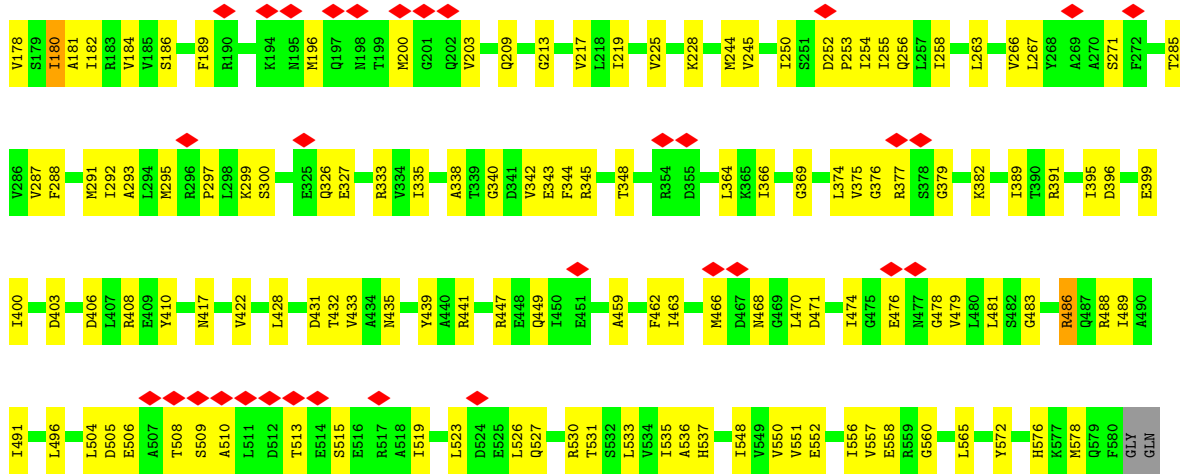 V178 S179 I180 A181 I182 R183 V184 V185 S186 F189 R190 K194 N195 M196 Q197 N198 T199 M200 G201 Q202 V203 Q209 G213 V217 L218 I219 V225 K228 M244 V245 I250 S251 D252 P253 I254 I255 Q256 L257 I258 L263 V266 L267 Y268 A269 A270 S271 F272 T285
V286 V287 F288 M291 I292 A293 L294 M295 R296 P297 L298 K299 S300 E325 Q326 E327 R333 V334 I335 A338 T339 G340 D341 V342 E343 F344 R345 T348 R354 D355 L364 K365 I366 G369 L374 V375 G376 R377 S378 G379 K382 I389 T390 R391 I395 D396 E399
I400 D403 D406 L407 R408 E409 Y410 N417 V422 L428 D431 T432 V433 A434 N435 Y439 A440 R441 R447 E448 Q449 I450 E451 A459 F462 I463 M466 D467 N468 G469 L470 D471 I474 G475 E476 N477 G478 V479 L480 L481 S482 G483 R486 Q487 R488 I489 A490
I491 L496 L504 D505 E506 A507 T508 S509 A510 L511 D512 T513 E514 S515 E516 R517 A518 I519 L523 D524 E525 L526 Q527 R530 T531 S532 L533 V534 I535 A536 H537 I548 V549 V550 V551 E552 I556 V557 E558 R559 G560 L565 Y572 H576 K577 M578 Q579 F580 GLY GLN